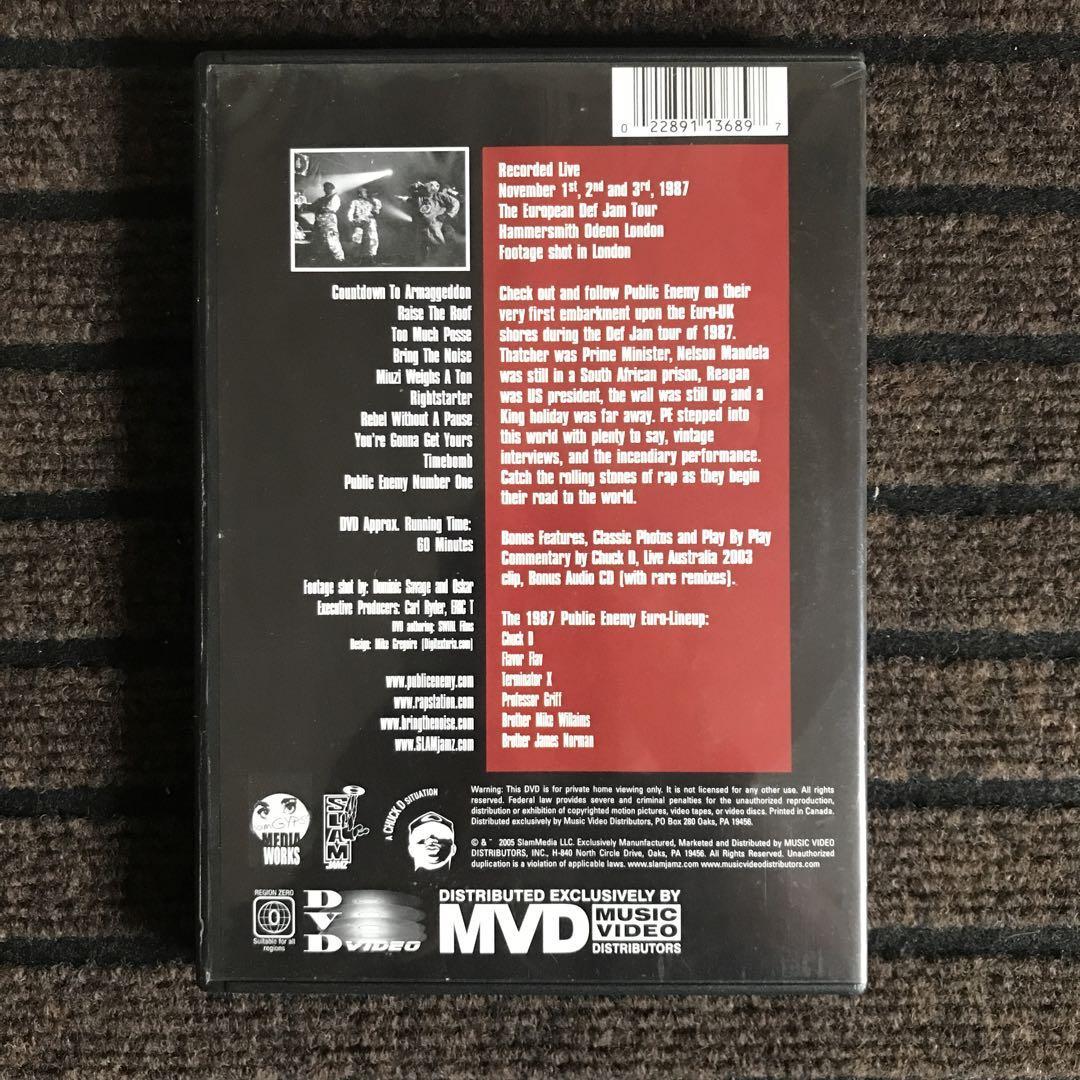 0 22891 13689 7
Recorded Live
November 1st, 2nd and 3rd, 1987
The European Def Jam Tour
Hammersmith Odeon London
Footage shot in London
Countdown To Armaggeddon
Raise The Roof
Too Much Posse
Bring The Noise
Miuzi Weighs A Ton
Rightstarter
Rebel Without A Pause
You're Gonna Get Yours
Timebomb
Public Enemy Number One
DVD Approx. Running Time:
60 Minutes
Footage shot by: Dominic Savage and Oskar
Executive Producers: Carl Ryder, ERIC T
DVD authoring: SWIRL Films
Design: Mike Gregoire (Digitexturix.com)
www.publicenemy.com
www.rapstation.com
www.bringthenoise.com
www.SLAMjamz.com
Check out and follow Public Enemy on their
very first embarkment upon the Euro-UK
shores during the Def Jam tour of 1987.
Thatcher was Prime Minister, Nelson Mandela
was still in a South African prison, Reagan
was US president, the wall was still up and a
King holiday was far away. PE stepped into
this world with plenty to say, vintage
interviews, and the incendiary performance.
Catch the rolling stones of rap as they begin
their road to the world.
Bonus Features, Classic Photos and Play By Play
Commentary by Chuck D, Live Australia 2003
clip, Bonus Audio CD (with rare remixes).
The 1987 Public Enemy Euro-Lineup:
Chuck D
Flavor Flav
Terminator X
Professor Griff
Brother Mike Willaims
Brother James Norman
MEDIA
WORKS
SLAM
JAMZ
A CHUCK D SITUATION
Warning: This DVD is for private home viewing only. It is not licensed for any other use. All rights
reserved. Federal law provides severe and criminal penalties for the unauthorized reproduction,
distribution or exhibition of copyrighted motion pictures, video tapes, or video discs. Printed in Canada.
Distributed exclusively by Music Video Distributors, PO Box 280 Oaks, PA 19456.
© & ™ 2005 SlamMedia LLC. Exclusively Manunfactured, Marketed and Distributed by MUSIC VIDEO
DISTRIBUTORS, INC., H-840 North Circle Drive, Oaks, PA 19456. All Rights Reserved. Unauthorized
duplication is a violation of applicable laws. www.slamjamz.com www.musicvideodistributors.com
REGION ZERO
0
Suitable for all
regions
DVD VIDEO
DISTRIBUTED EXCLUSIVELY BY
MVD MUSIC
VIDEO
DISTRIBUTORS